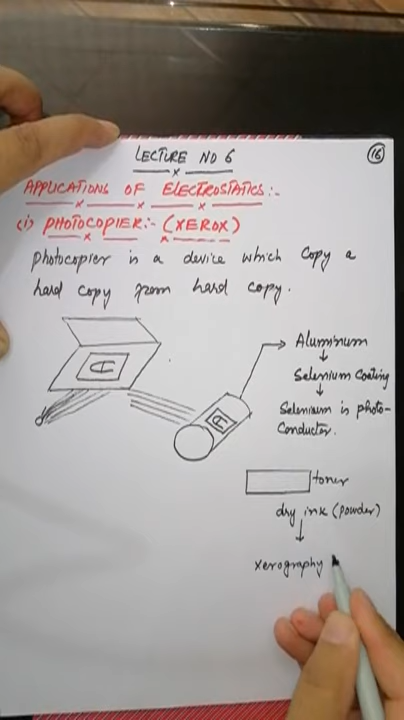 LECTURE NO 6
16
APPLICATIONS OF ELECTROSTATICS:-
(i) PHOTOCOPIER:- (XEROX)
photocopier is a device which copy a
hard copy from hard copy.
A
A
Aluminum
Selenium Coating
Selenium is photo-
Conductor.
toner
dry ink (powder)
xerography